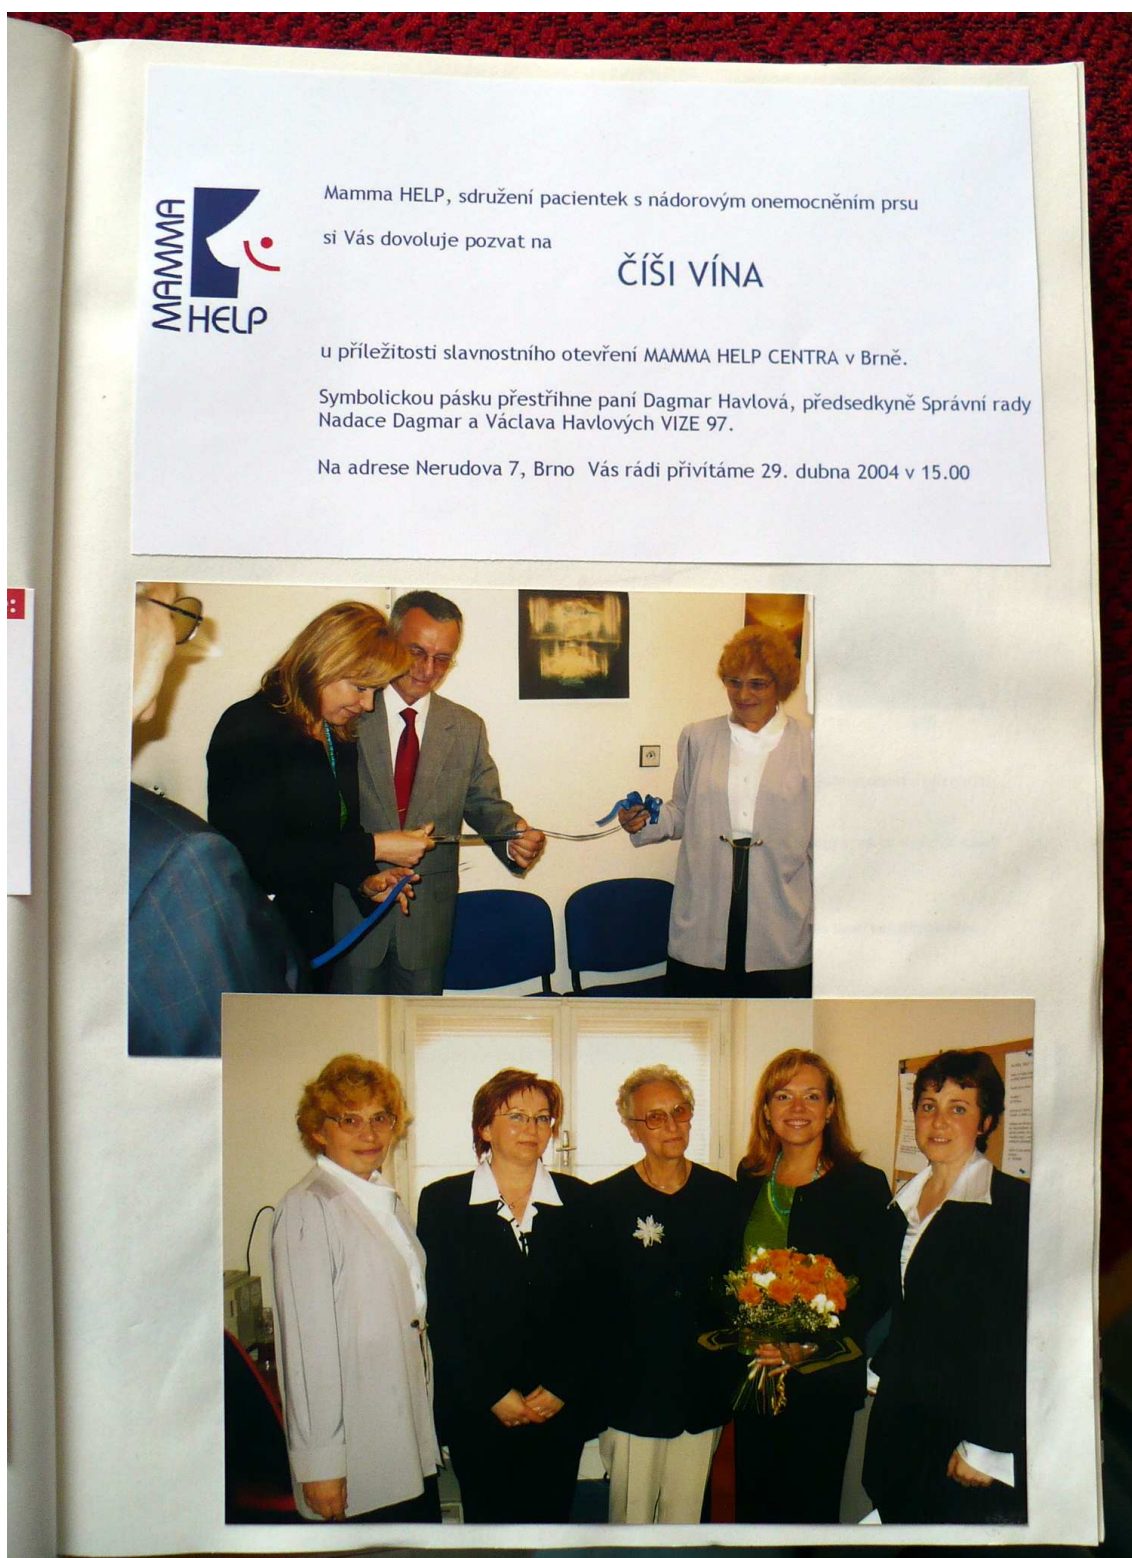 MAMMA
HELP
Mamma HELP, sdružení pacientek s nádorovým onemocněním prsu
si Vás dovoluje pozvat na
ČÍŠI VÍNA
u příležitosti slavnostního otevření MAMMA HELP CENTRA v Brně.
Symbolickou pásku přestřihne paní Dagmar Havlová, předsedkyně Správní rady
Nadace Dagmar a Václava Havlových VIZE 97.
Na adrese Nerudova 7, Brno Vás rádi přivítáme 29. dubna 2004 v 15.00